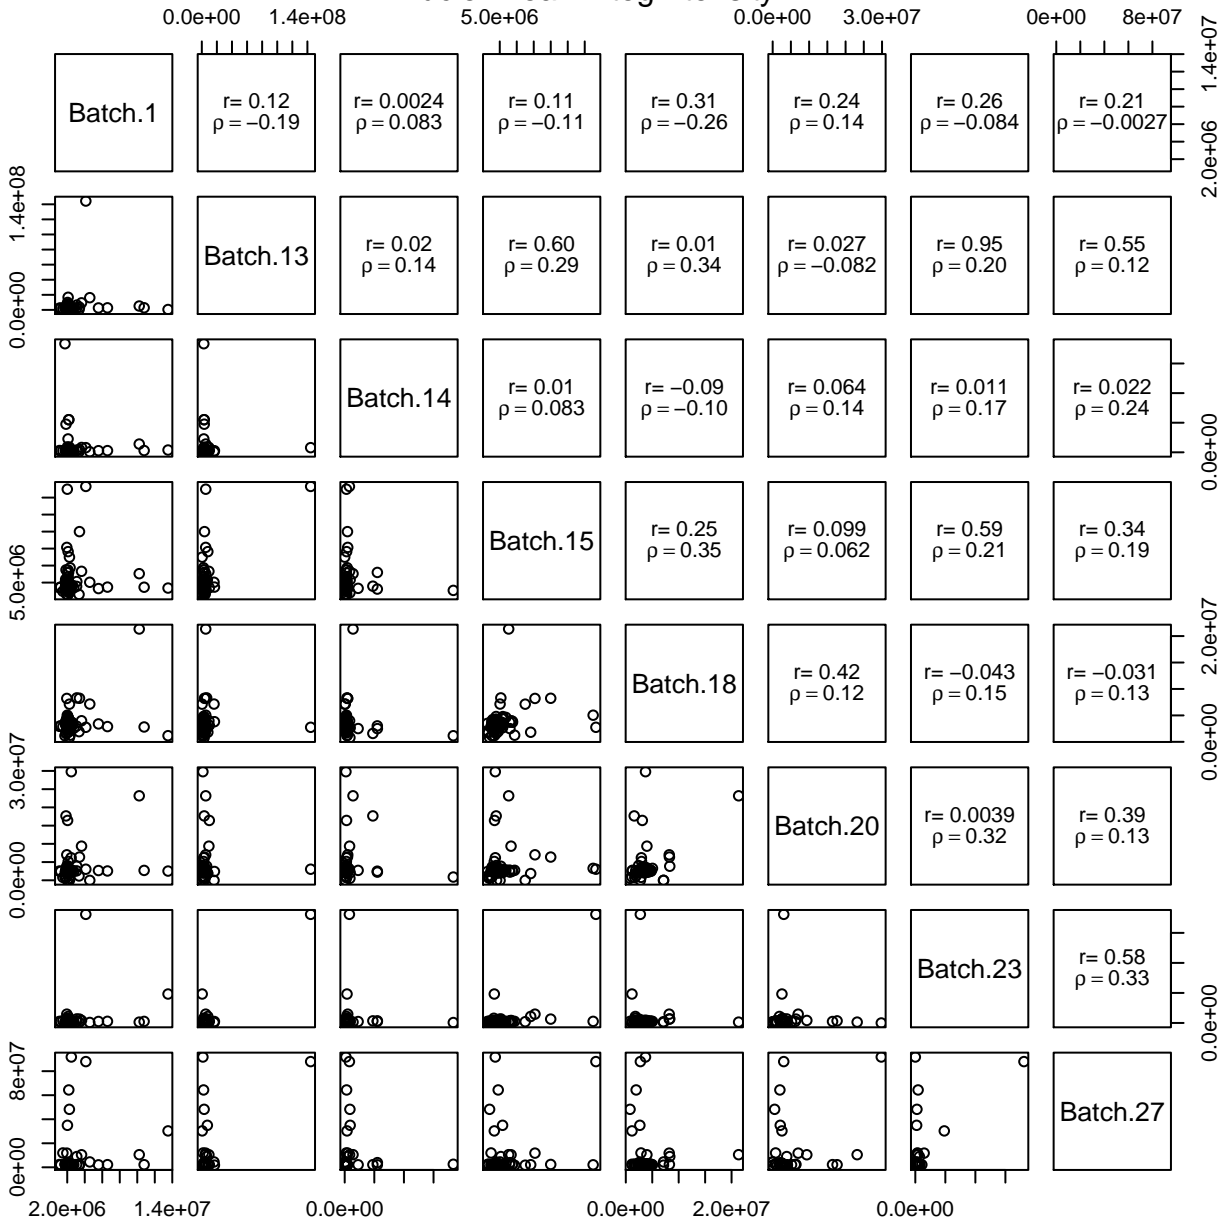 0.0e+00 1.4e+08 5.0e+06 0.0e+00 3.0e+07 0e+00 8e+07
Batch.1 r= 0.12 r= 0.0024 r= 0.11 r= 0.31 r= 0.24 r= 0.26 r= 0.21
ρ = −0.19 ρ = 0.083 ρ = −0.11 ρ = −0.26 ρ = 0.14 ρ = −0.084 ρ = −0.0027
2.0e+06 1.4e+07
0.0e+00 1.4e+08
Batch.13 r= 0.02 r= 0.60 r= 0.01 r= 0.027 r= 0.95 r= 0.55
ρ = 0.14 ρ = 0.29 ρ = 0.34 ρ = −0.082 ρ = 0.20 ρ = 0.12
Batch.14 r= 0.01 r= −0.09 r= 0.064 r= 0.011 r= 0.022
ρ = 0.083 ρ = −0.10 ρ = 0.14 ρ = 0.17 ρ = 0.24
0.0e+00
5.0e+06
Batch.15 r= 0.25 r= 0.099 r= 0.59 r= 0.34
ρ = 0.35 ρ = 0.062 ρ = 0.21 ρ = 0.19
Batch.18 r= 0.42 r= −0.043 r= −0.031
ρ = 0.12 ρ = 0.15 ρ = 0.13
0.0e+00 2.0e+07
0.0e+00 3.0e+07
Batch.20 r= 0.0039 r= 0.39
ρ = 0.32 ρ = 0.13
Batch.23 r= 0.58
ρ = 0.33
0.0e+00
0e+00 8e+07
Batch.27
2.0e+06 1.4e+07 0.0e+00 0.0e+00 2.0e+07 0.0e+00